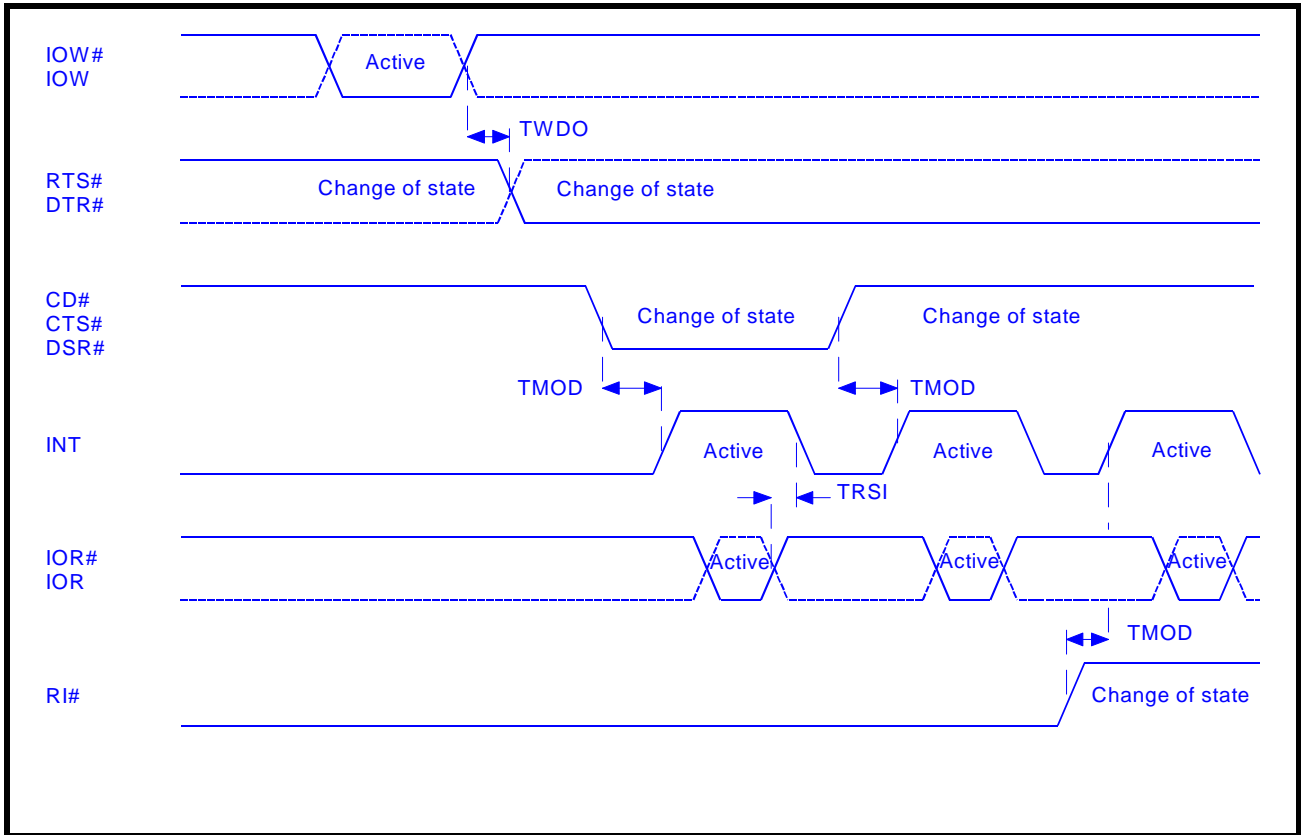 IOW#
IOW
Active
TWDO
RTS#
DTR#
Change of state
Change of state
CD#
CTS#
DSR#
Change of state
Change of state
TMOD
TMOD
INT
Active
Active
Active
TRSI
IOR#
IOR
Active
Active
Active
TMOD
RI#
Change of state